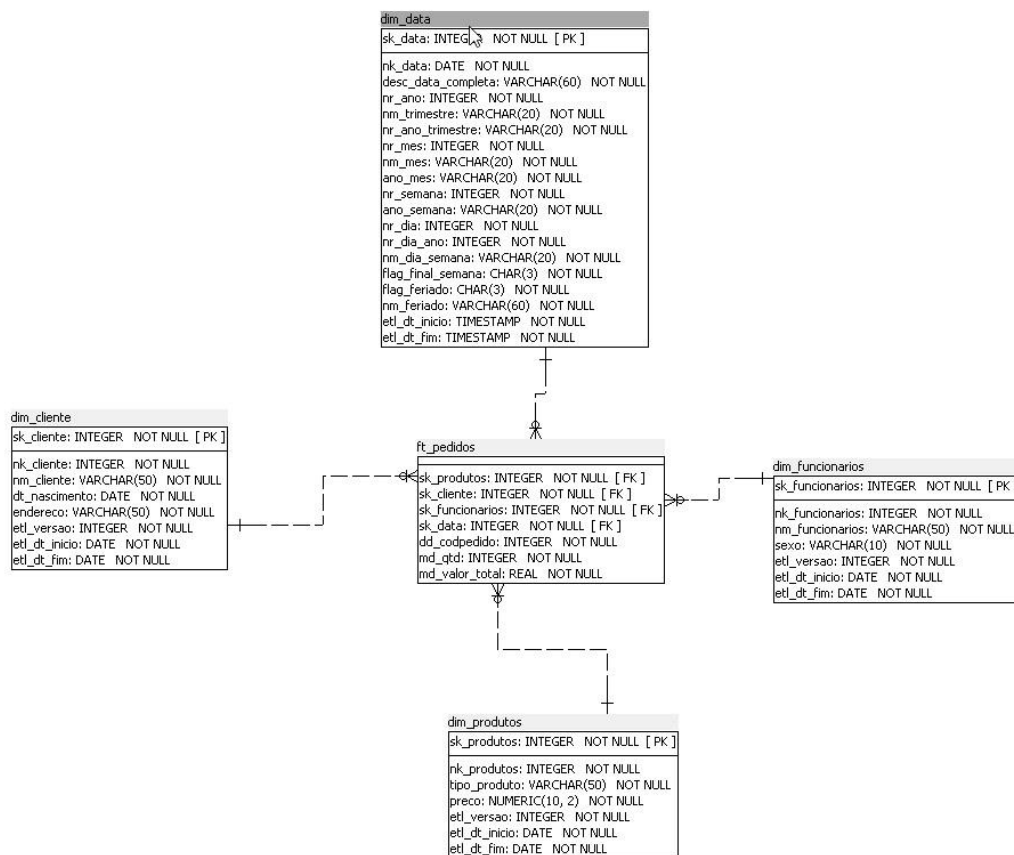 dim_data
sk_data: INTEGER NOT NULL [ PK ]
nk_data: DATE NOT NULL
desc_data_completa: VARCHAR(60) NOT NULL
nr_ano: INTEGER NOT NULL
nm_trimestre: VARCHAR(20) NOT NULL
nr_ano_trimestre: VARCHAR(20) NOT NULL
nr_mes: INTEGER NOT NULL
nm_mes: VARCHAR(20) NOT NULL
ano_mes: VARCHAR(20) NOT NULL
nr_semana: INTEGER NOT NULL
ano_semana: VARCHAR(20) NOT NULL
nr_dia: INTEGER NOT NULL
nr_dia_ano: INTEGER NOT NULL
nm_dia_semana: VARCHAR(20) NOT NULL
flag_final_semana: CHAR(3) NOT NULL
flag_feriado: CHAR(3) NOT NULL
nm_feriado: VARCHAR(60) NOT NULL
etl_dt_inicio: TIMESTAMP NOT NULL
etl_dt_fim: TIMESTAMP NOT NULL
dim_cliente
sk_cliente: INTEGER NOT NULL [ PK ]
nk_cliente: INTEGER NOT NULL
nm_cliente: VARCHAR(50) NOT NULL
dt_nascimento: DATE NOT NULL
endereco: VARCHAR(50) NOT NULL
etl_versao: INTEGER NOT NULL
etl_dt_inicio: DATE NOT NULL
etl_dt_fim: DATE NOT NULL
ft_pedidos
sk_produtos: INTEGER NOT NULL [ FK ]
sk_cliente: INTEGER NOT NULL [ FK ]
sk_funcionarios: INTEGER NOT NULL [ FK ]
sk_data: INTEGER NOT NULL [ FK ]
dd_codpedido: INTEGER NOT NULL
md_qtd: INTEGER NOT NULL
md_valor_total: REAL NOT NULL
dim_funcionarios
sk_funcionarios: INTEGER NOT NULL [ PK
nk_funcionarios: INTEGER NOT NULL
nm_funcionarios: VARCHAR(50) NOT NULL
sexo: VARCHAR(10) NOT NULL
etl_versao: INTEGER NOT NULL
etl_dt_inicio: DATE NOT NULL
etl_dt_fim: DATE NOT NULL
dim_produtos
sk_produtos: INTEGER NOT NULL [ PK ]
nk_produtos: INTEGER NOT NULL
tipo_produto: VARCHAR(50) NOT NULL
preco: NUMERIC(10, 2) NOT NULL
etl_versao: INTEGER NOT NULL
etl_dt_inicio: DATE NOT NULL
etl_dt_fim: DATE NOT NULL